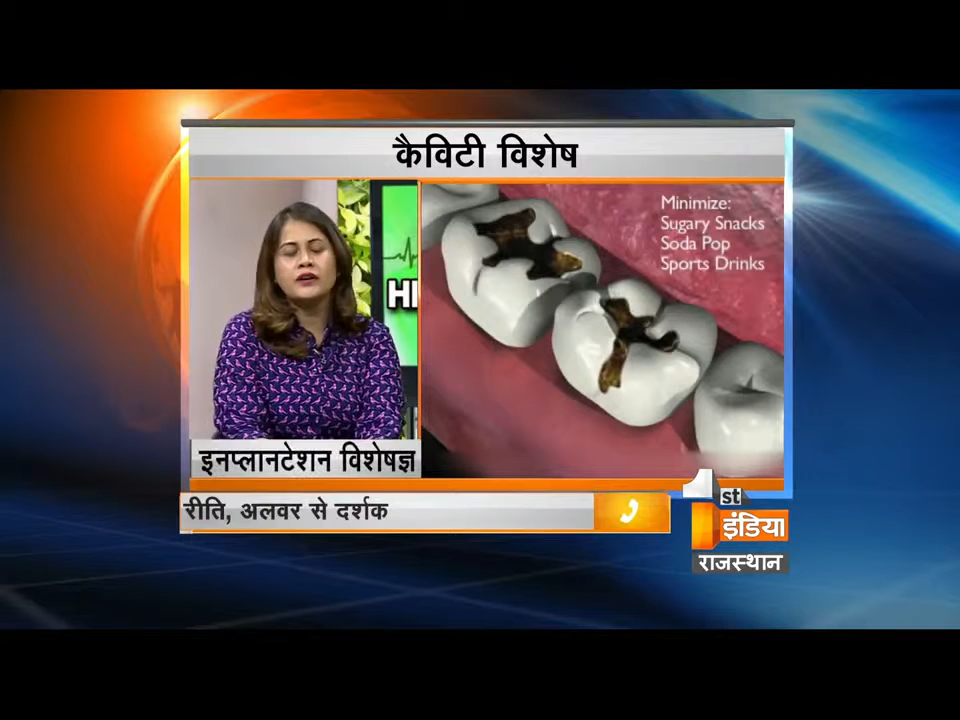 कैविटी विशेष
Minimize:
Sugary Snacks
Soda Pop
Sports Drinks
इनप्लानटेशन विशेषज्ञ
रीति, अलवर से दर्शक
1st
इंडिया
राजस्थान